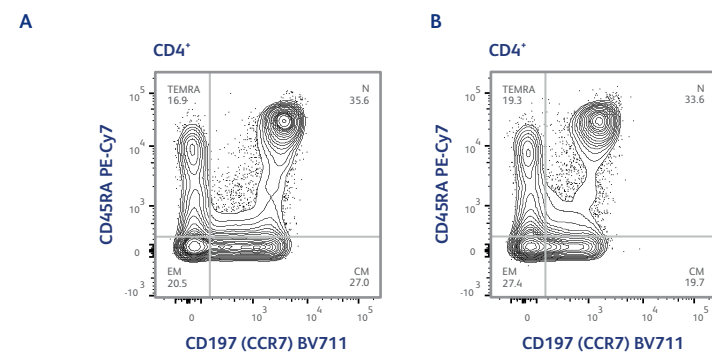 A
CD4⁺
TEMRA
16.9
N
35.6
10⁵
10⁴
10³
0
-10³
CD45RA PE-Cy7
EM
20.5
CM
27.0
0
10³
10⁴
10⁵
CD197 (CCR7) BV711
B
CD4⁺
TEMRA
19.3
N
33.6
10⁵
10⁴
10³
0
-10³
CD45RA PE-Cy7
EM
27.4
CM
19.7
0
10³
10⁴
10⁵
CD197 (CCR7) BV711